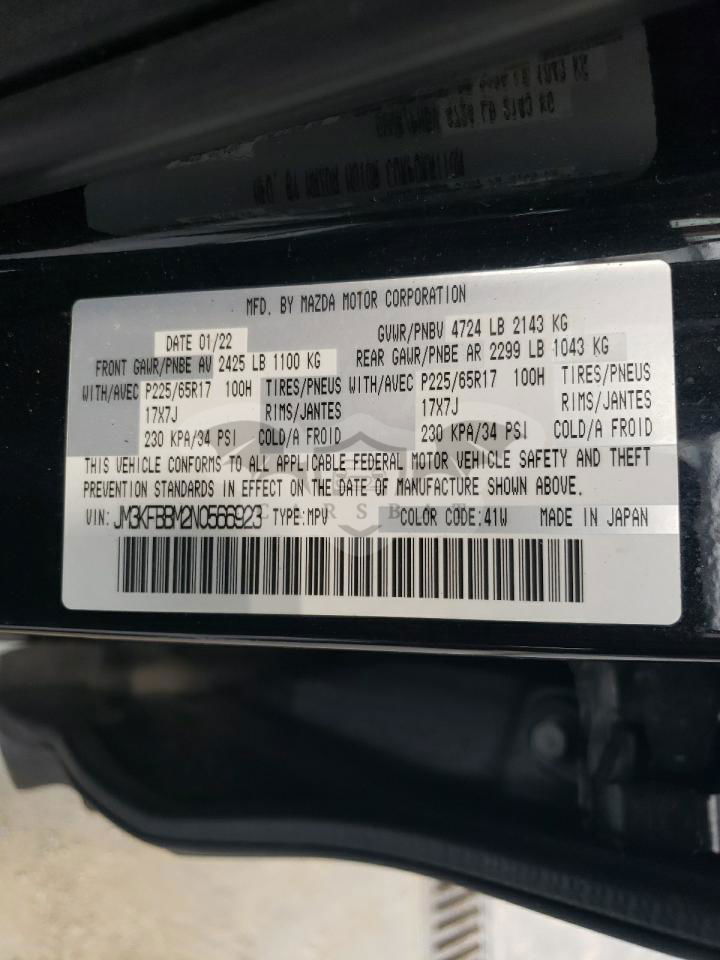 MFD. BY MAZDA MOTOR CORPORATION
DATE 01/22 GVWR/PNBV 4724 LB 2143 KG
FRONT GAWR/PNBE AV 2425 LB 1100 KG REAR GAWR/PNBE AR 2299 LB 1043 KG
WITH/AVEC P225/65R17 100H TIRES/PNEUS WITH/AVEC P225/65R17 100H TIRES/PNEUS
17X7J RIMS/JANTES 17X7J RIMS/JANTES
230 KPA/34 PSI COLD/A FROID 230 KPA/34 PSI COLD/A FROID
THIS VEHICLE CONFORMS TO ALL APPLICABLE FEDERAL MOTOR VEHICLE SAFETY AND THEFT
PREVENTION STANDARDS IN EFFECT ON THE DATE OF MANUFACTURE SHOWN ABOVE.
VIN: JM3KFBBM2N0566923 TYPE:MPV COLOR CODE:41W MADE IN JAPAN